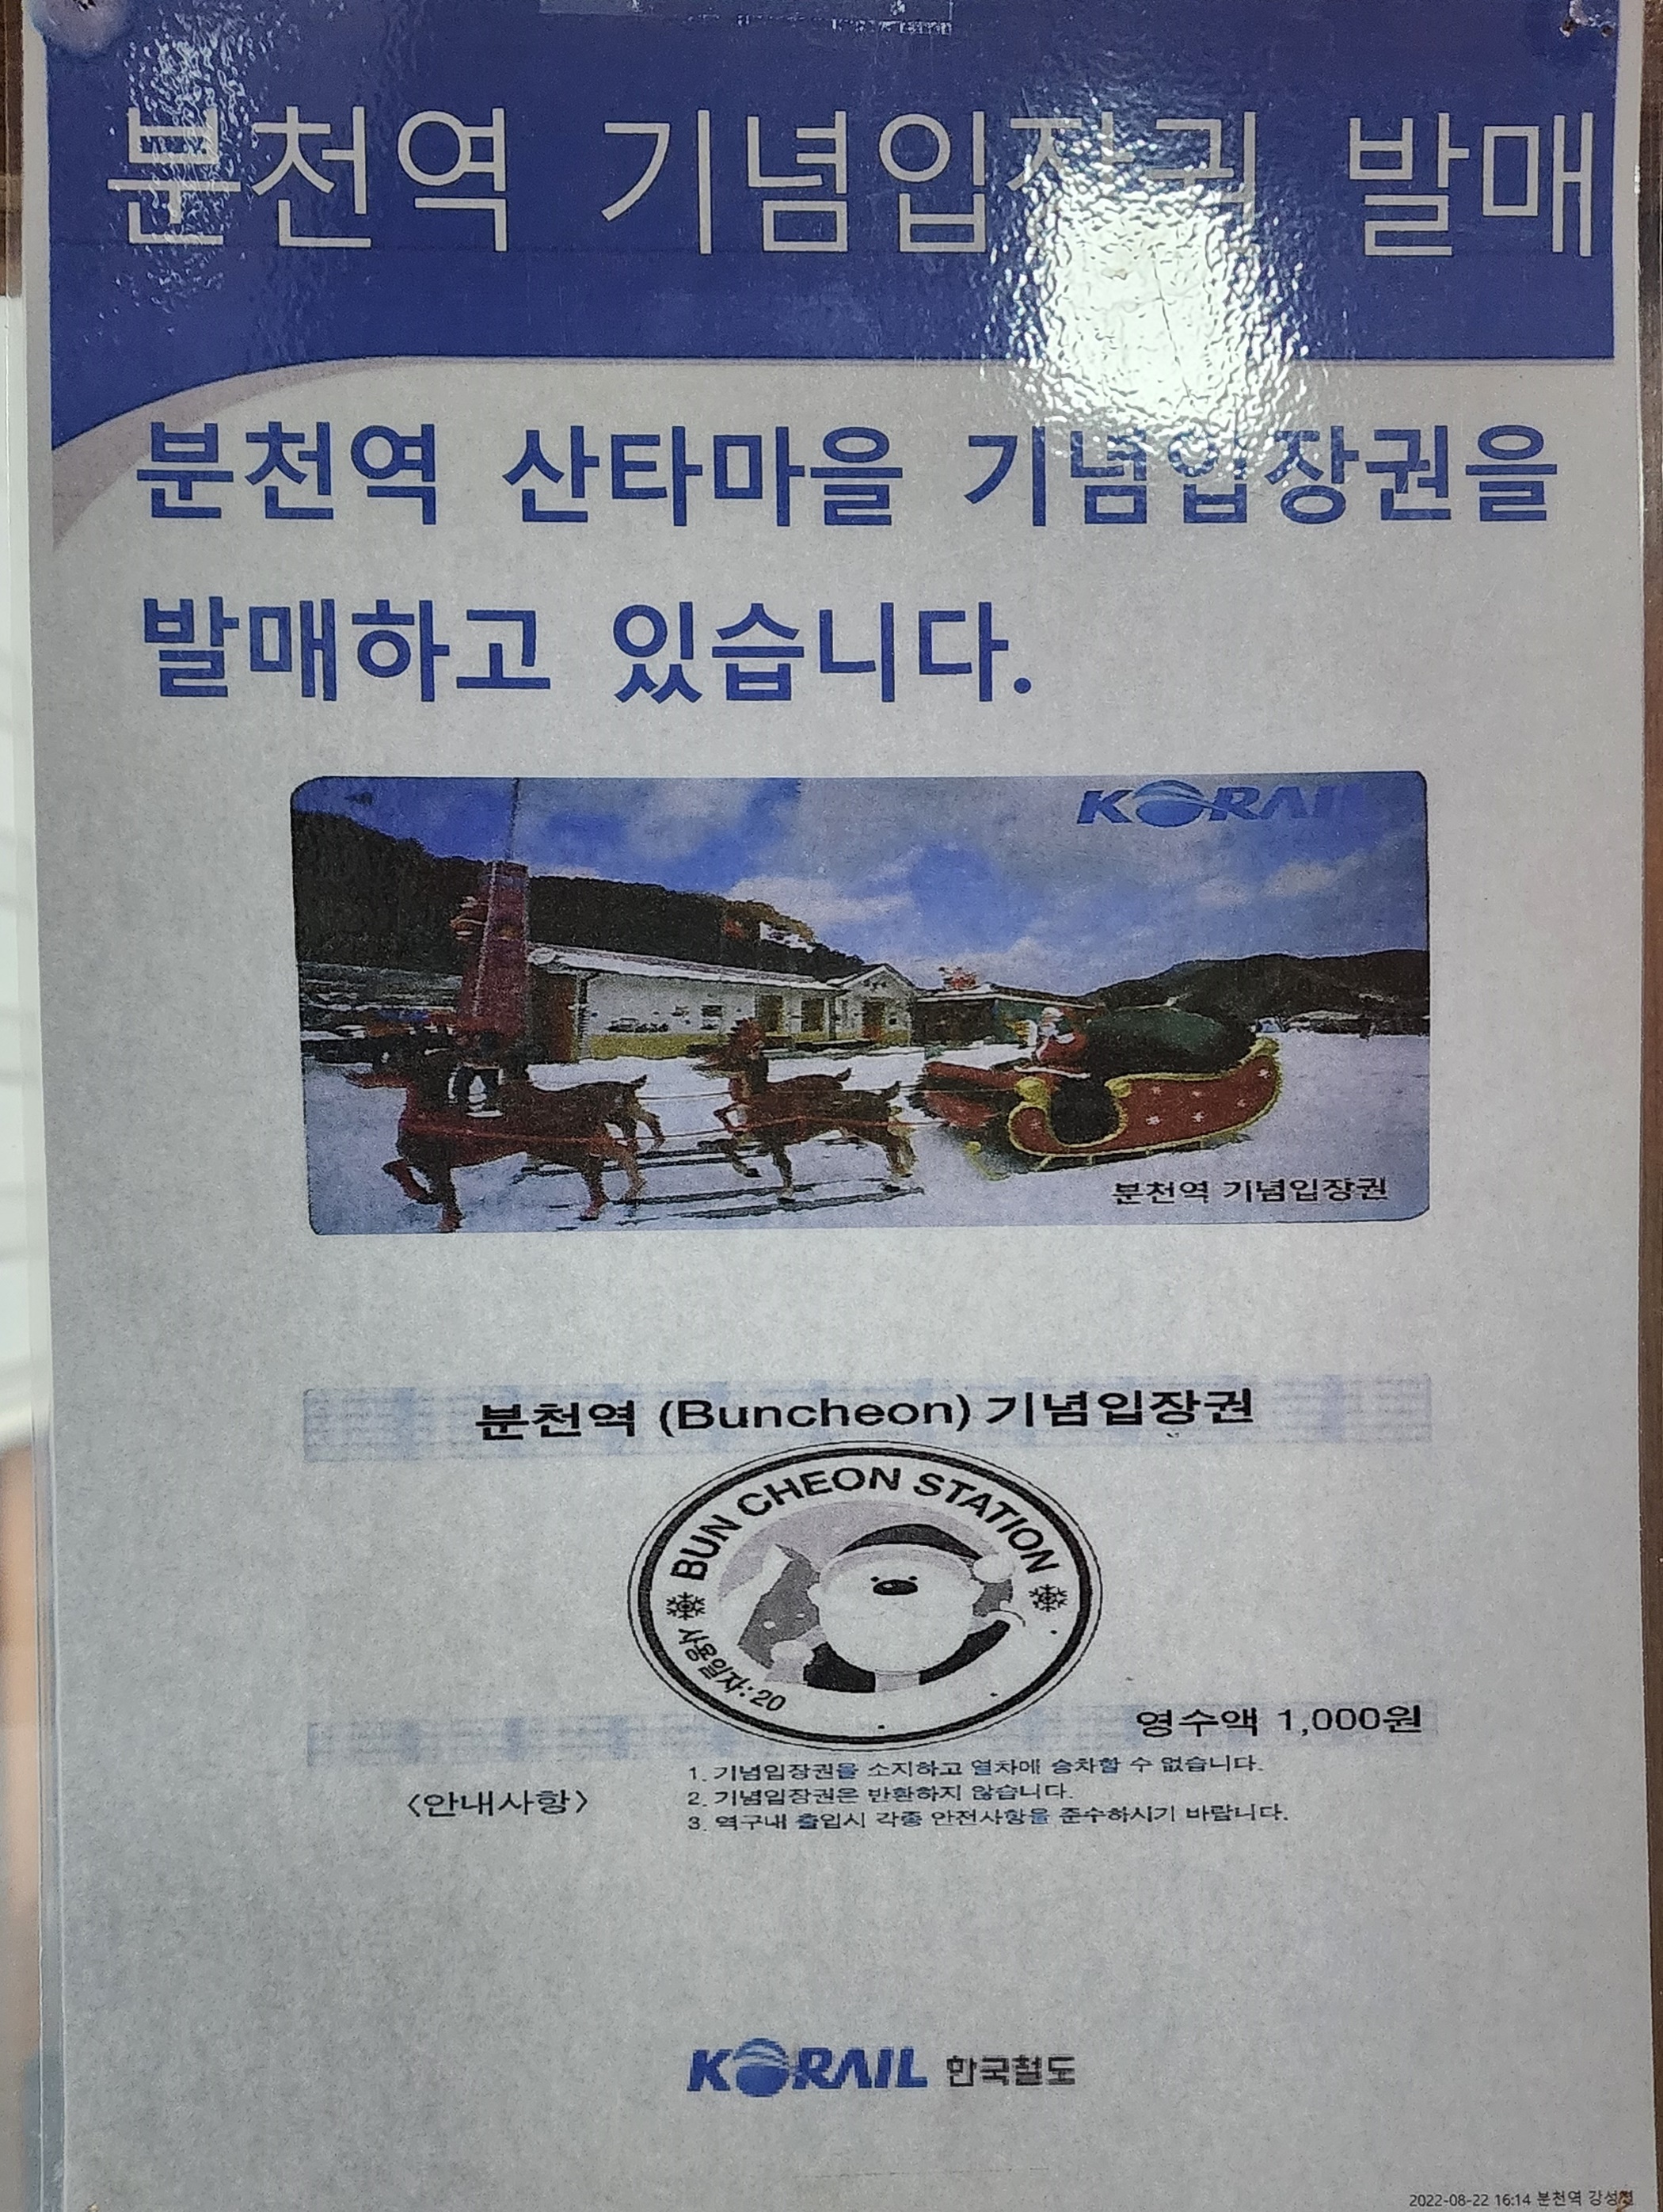 분천역 기념입장권 발매
분천역 산타마을 기념입장권을
발매하고 있습니다.
KORAIL
분천역 기념입장권
분천역 (Buncheon) 기념입장권
BUN CHEON STATION
사용일자:20
영수액 1,000원
<안내사항>
1. 기념입장권을 소지하고 열차에 승차할 수 없습니다.
2. 기념입장권은 반환하지 않습니다.
3. 역구내 출입시 각종 안전사항을 준수하시기 바랍니다.
KORAIL 한국철도
2022-08-22 16:14 분천역